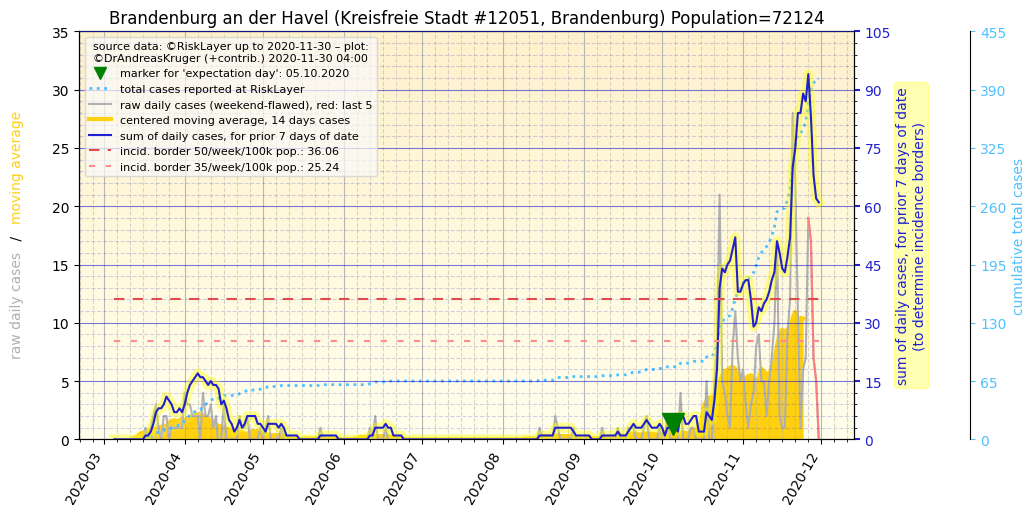 Brandenburg an der Havel (Kreisfreie Stadt #12051, Brandenburg) Population=72124
source data: ©RiskLayer up to 2020-11-30 – plot:
©DrAndreasKruger (+contrib.) 2020-11-30 04:00
marker for 'expectation day': 05.10.2020
total cases reported at RiskLayer
raw daily cases (weekend-flawed), red: last 5
centered moving average, 14 days cases
sum of daily cases, for prior 7 days of date
incid. border 50/week/100k pop.: 36.06
incid. border 35/week/100k pop.: 25.24
raw daily cases / moving average
35
30
25
20
15
10
5
0
2020-03
2020-04
2020-05
2020-06
2020-07
2020-08
2020-09
2020-10
2020-11
2020-12
105
90
75
60
45
30
15
0
sum of daily cases, for prior 7 days of date
(to determine incidence borders)
455
390
325
260
195
130
65
0
cumulative total cases